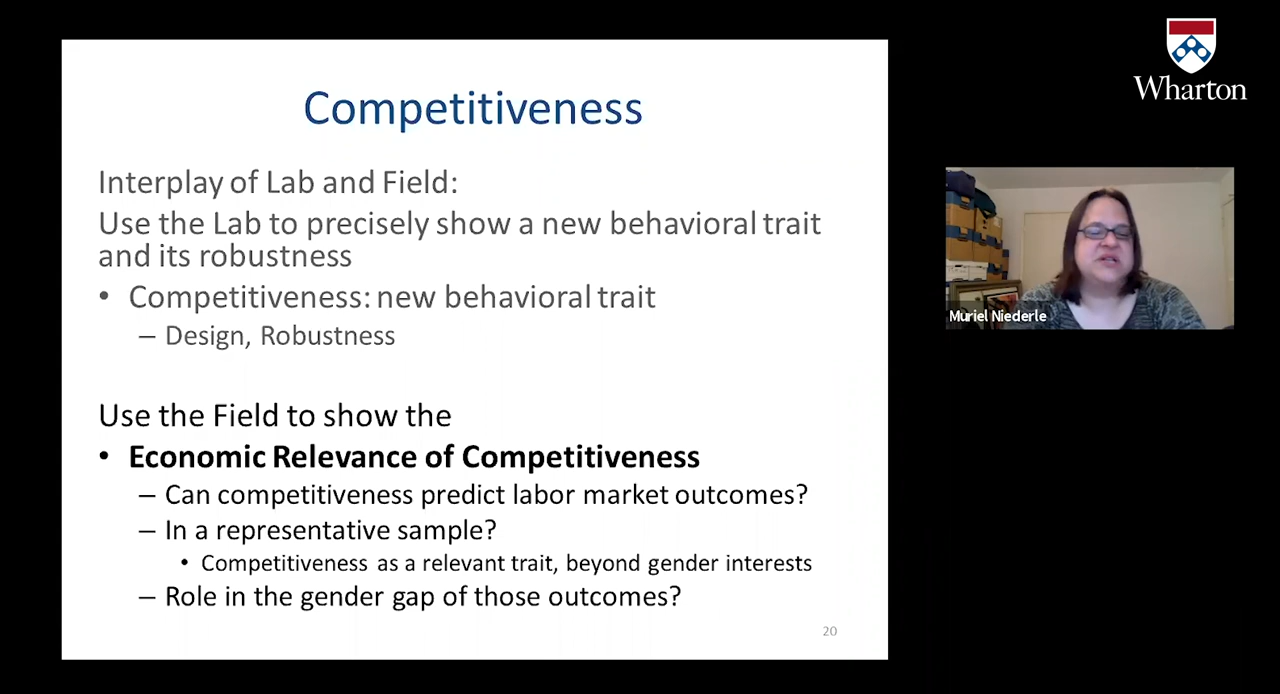 Wharton
Competitiveness
Interplay of Lab and Field:
Use the Lab to precisely show a new behavioral trait
and its robustness
• Competitiveness: new behavioral trait
– Design, Robustness
Use the Field to show the
• Economic Relevance of Competitiveness
– Can competitiveness predict labor market outcomes?
– In a representative sample?
• Competitiveness as a relevant trait, beyond gender interests
– Role in the gender gap of those outcomes?
20
Muriel Niederle